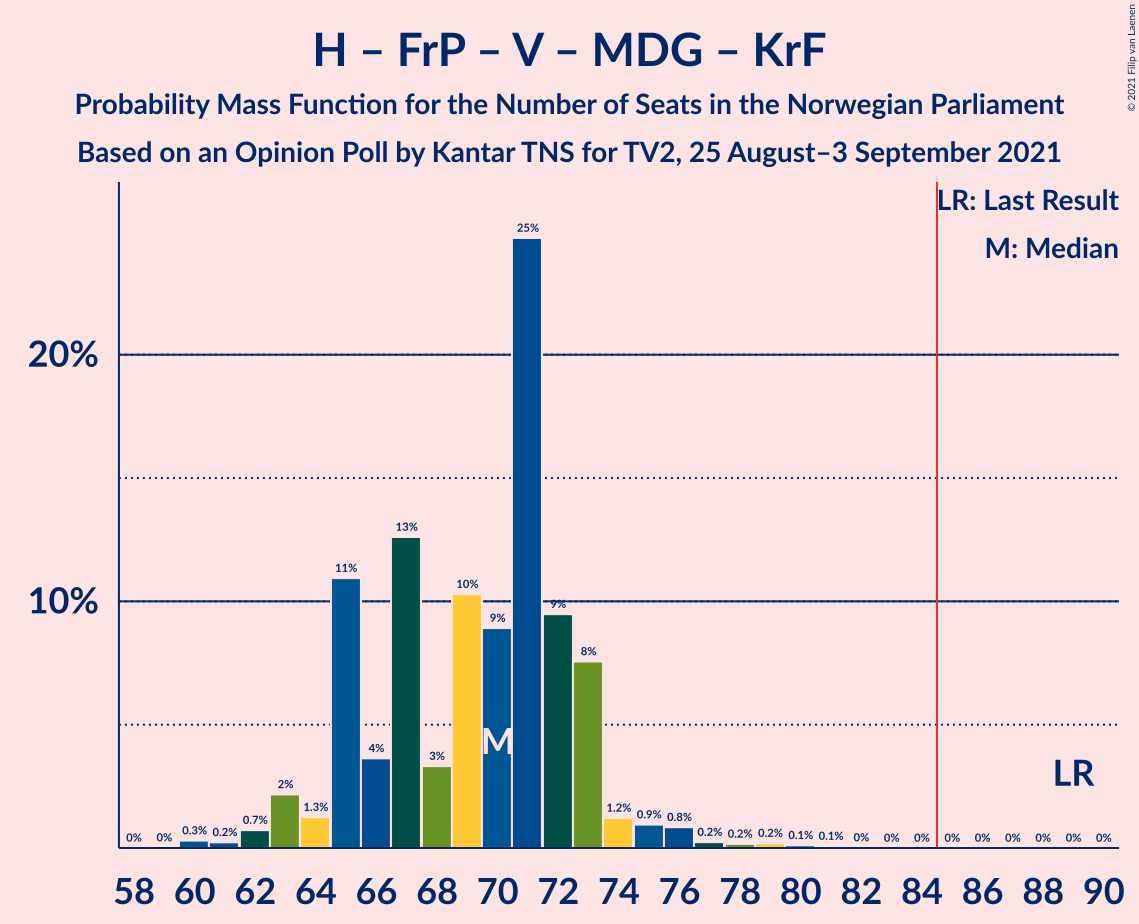 H – FrP – V – MDG – KrF
Probability Mass Function for the Number of Seats in the Norwegian Parliament
Based on an Opinion Poll by Kantar TNS for TV2, 25 August–3 September 2021
© 2021 Filip van Laenen
LR: Last Result
M: Median
20%
10%
0% 0% 0.3% 0.2% 0.7% 2% 1.3% 11% 4% 13% 3% 10% 9% 25% 9% 8% 1.2% 0.9% 0.8% 0.2% 0.2% 0.2% 0.1% 0.1% 0% 0% 0% 0% 0% 0% 0% 0% 0%
M
LR
58 60 62 64 66 68 70 72 74 76 78 80 82 84 86 88 90